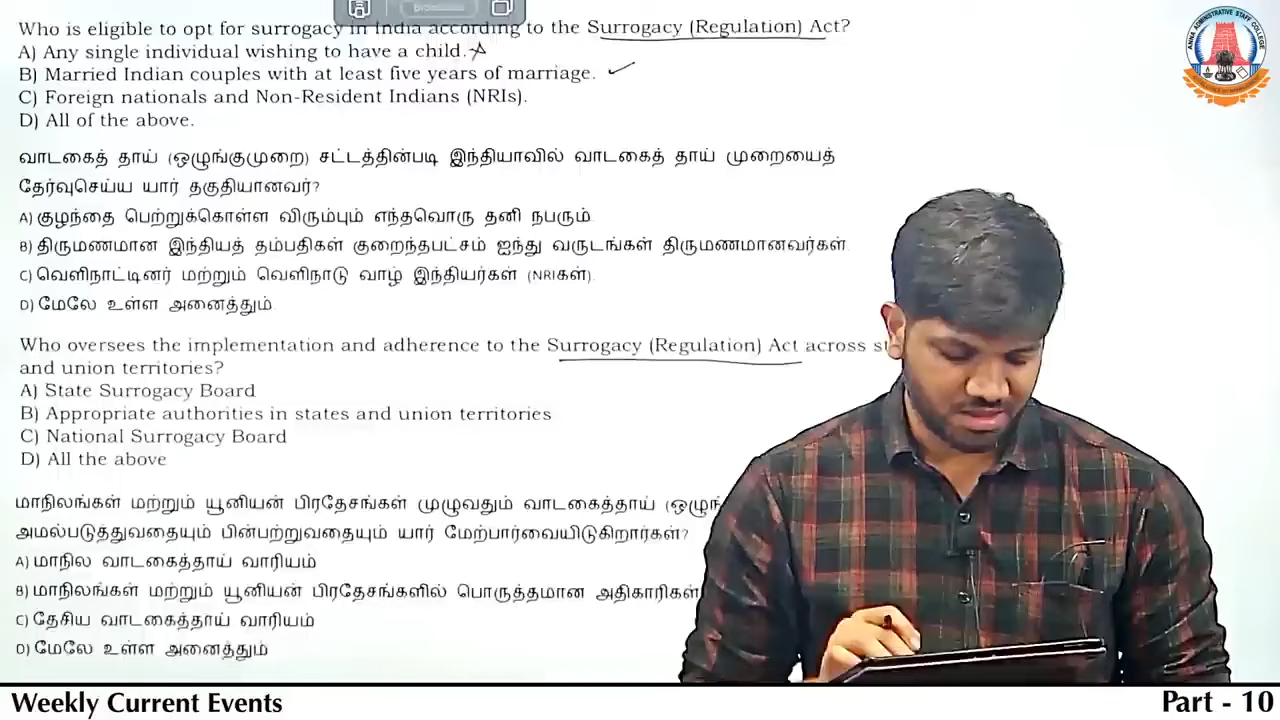 Who is eligible to opt for surrogacy in India according to the Surrogacy (Regulation) Act?
A) Any single individual wishing to have a child.
B) Married Indian couples with at least five years of marriage.
C) Foreign nationals and Non-Resident Indians (NRIs).
D) All of the above.
வாடகைத் தாய் (ஒழுங்குமுறை) சட்டத்தின்படி இந்தியாவில் வாடகைத் தாய் முறையைத்
தேர்வுசெய்ய யார் தகுதியானவர்?
A) குழந்தை பெற்றுக்கொள்ள விரும்பும் எந்தவொரு தனி நபரும்.
B) திருமணமான இந்தியத் தம்பதிகள் குறைந்தபட்சம் ஐந்து வருடங்கள் திருமணமானவர்கள்.
C) வெளிநாட்டினர் மற்றும் வெளிநாடு வாழ் இந்தியர்கள் (NRIகள்).
D) மேலே உள்ள அனைத்தும்.
Who oversees the implementation and adherence to the Surrogacy (Regulation) Act across
and union territories?
A) State Surrogacy Board
B) Appropriate authorities in states and union territories
C) National Surrogacy Board
D) All the above
மாநிலங்கள் மற்றும் யூனியன் பிரதேசங்கள் முழுவதும் வாடகைத்தாய்
அமல்படுத்துவதையும் பின்பற்றுவதையும் யார் மேற்பார்வையிடுகிறார்கள்?
A) மாநில வாடகைத்தாய் வாரியம்
B) மாநிலங்கள் மற்றும் யூனியன் பிரதேசங்களில் பொருத்தமான அதிகாரிகள்
C) தேசிய வாடகைத்தாய் வாரியம்
D) மேலே உள்ள அனைத்தும்
ANNA ADMINISTRATIVE STAFF COLLEGE
Weekly Current Events
Part - 10